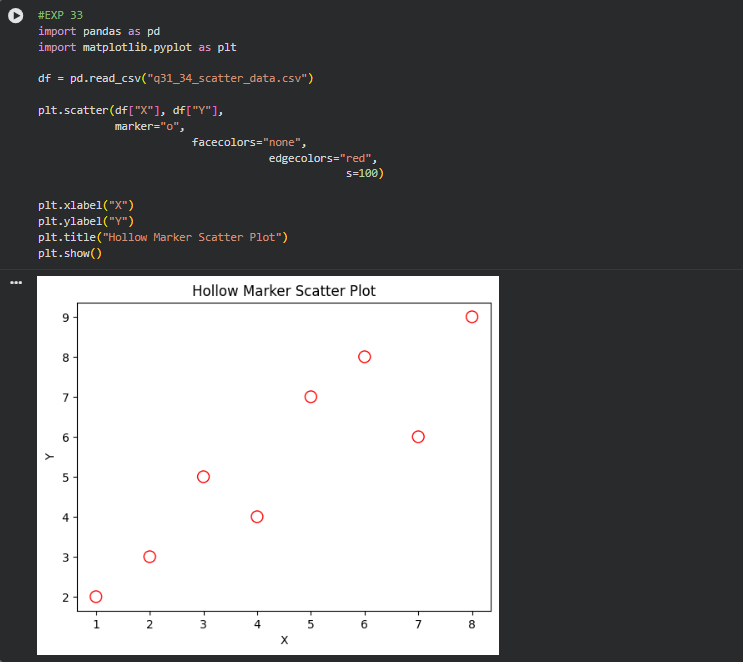 #EXP 33
import pandas as pd
import matplotlib.pyplot as plt
df = pd.read_csv("q31_34_scatter_data.csv")
plt.scatter(df["X"], df["Y"],
marker="o",
facecolors="none",
edgecolors="red",
s=100)
plt.xlabel("X")
plt.ylabel("Y")
plt.title("Hollow Marker Scatter Plot")
plt.show()
Hollow Marker Scatter Plot
9
8
7
6
Y
5
4
3
2
1 2 3 4 5 6 7 8
X